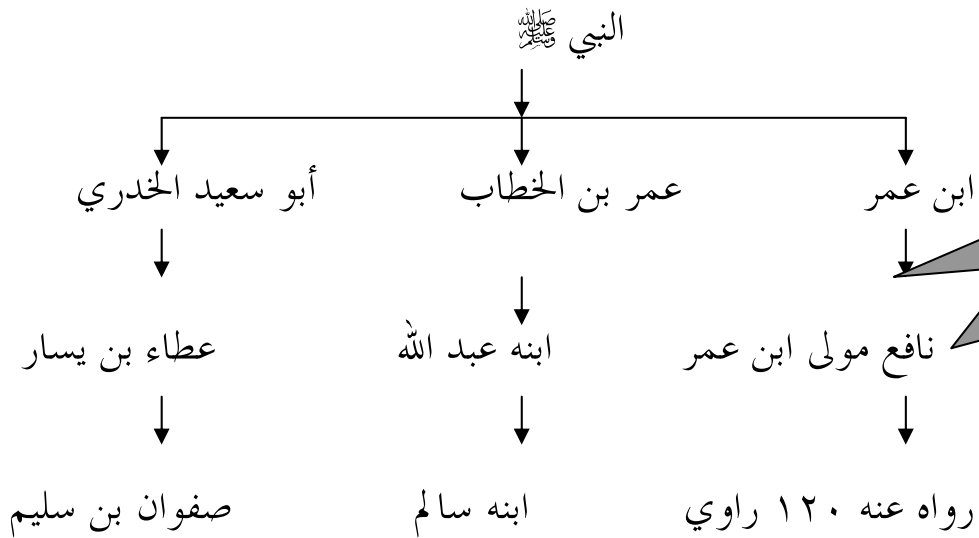 النبي ﷺ
ابن عمر عمر بن الخطاب أبو سعيد الخدري
نافع مولى ابن عمر ابنه عبد الله عطاء بن يسار
رواه عنه ١٢٠ راوي ابنه سالم صفوان بن سليم